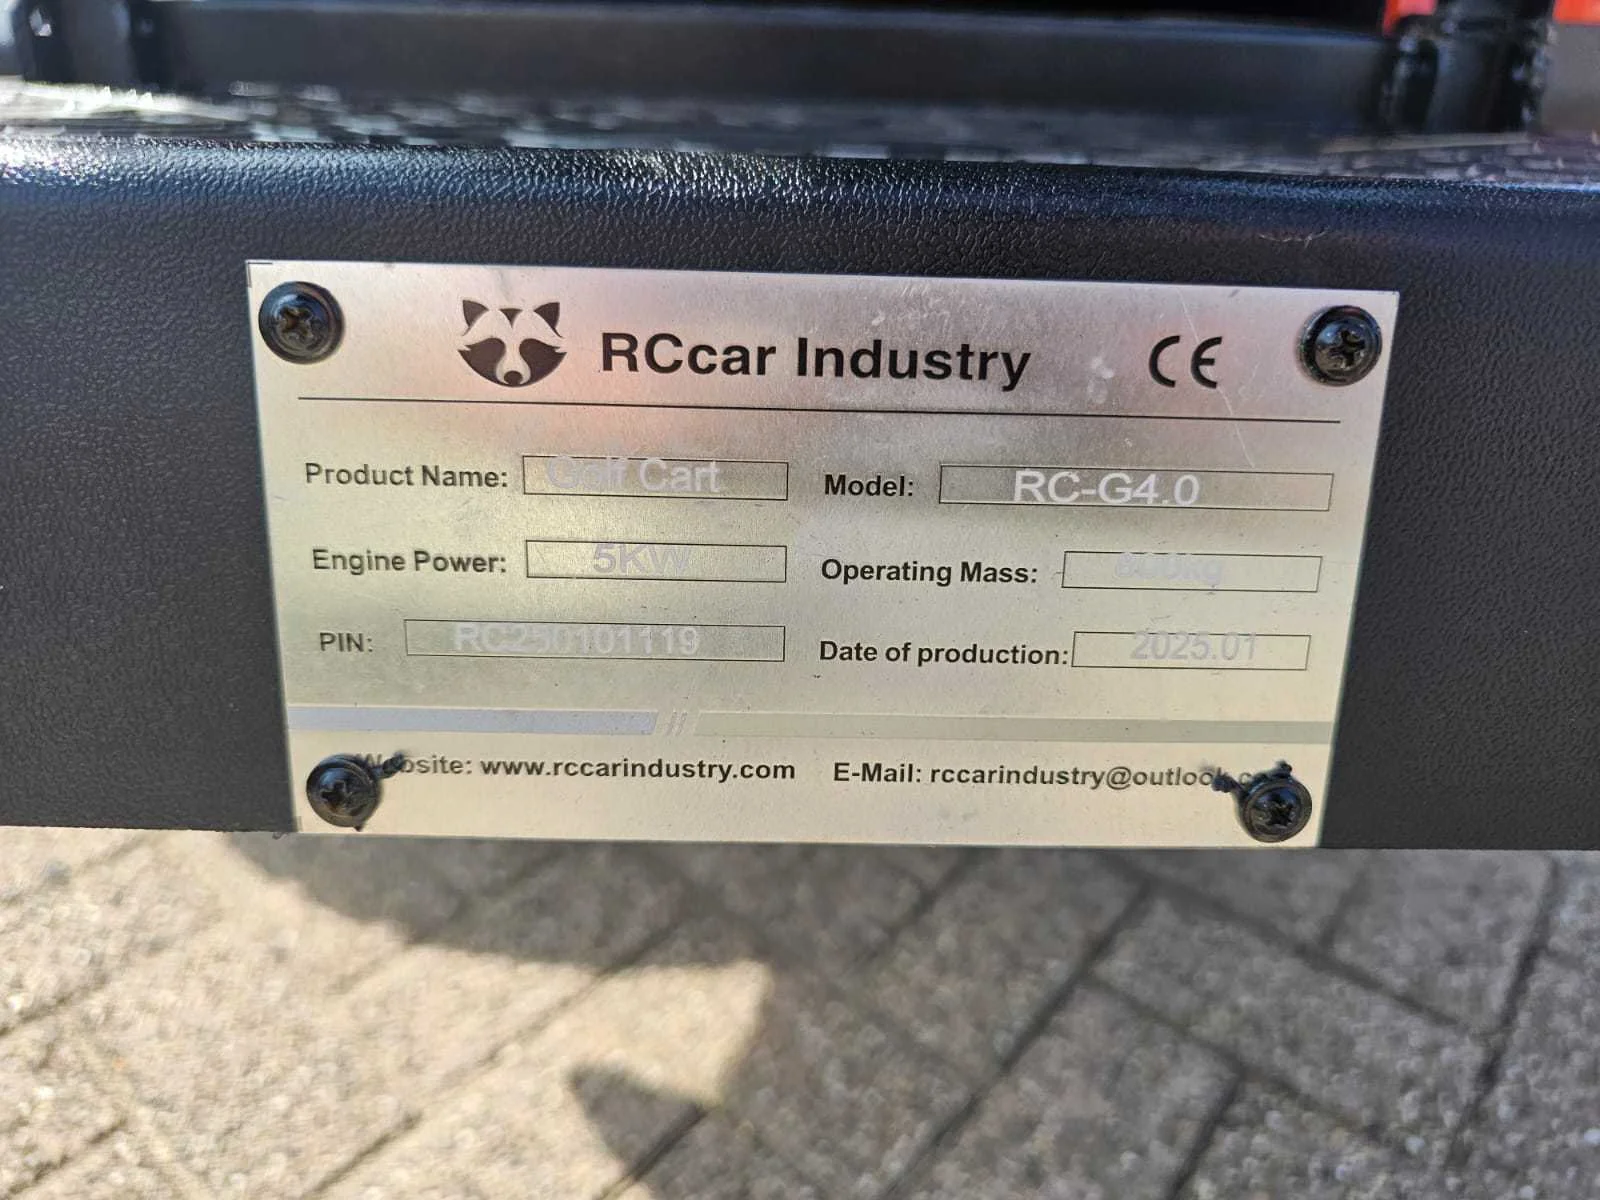 RCcar Industry CE
Product Name: Golf Cart Model: RC-G4.0
Engine Power: 5KW Operating Mass:
PIN: RC250101119 Date of production: 2025.01
Website: www.rccarindustry.com E-Mail: rccarindustry@outlook.co